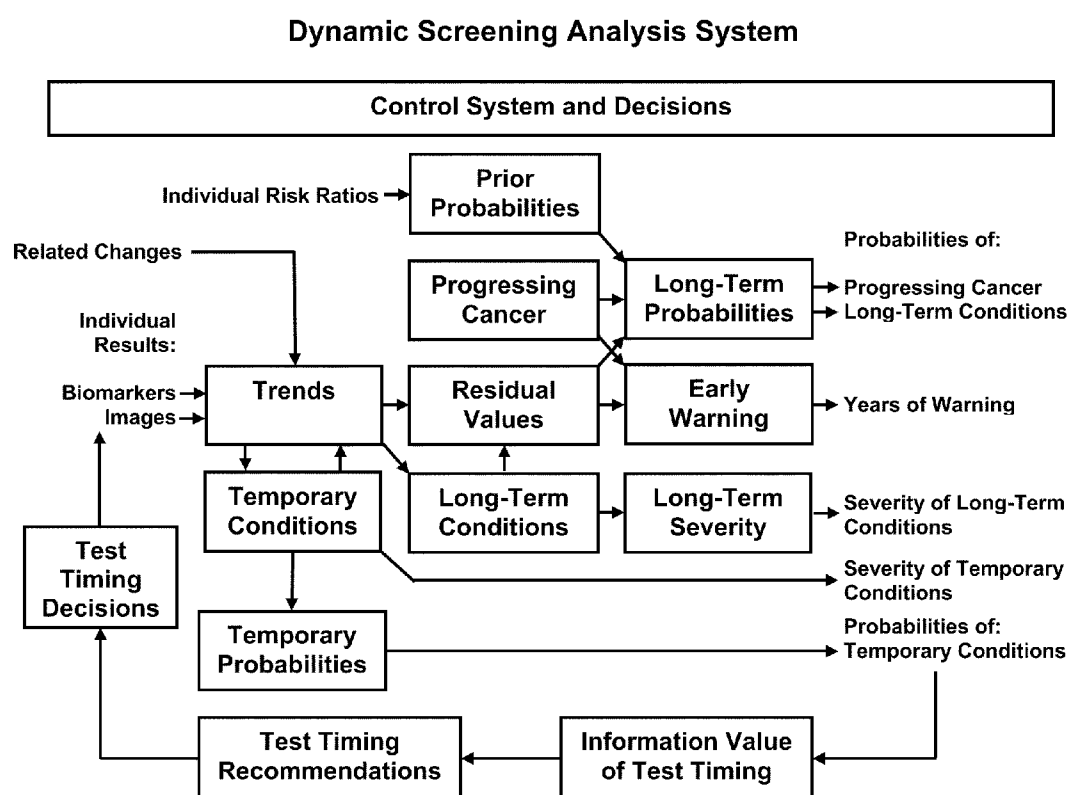 Dynamic Screening Analysis System
Control System and Decisions
Individual Risk Ratios
Prior
Probabilities
Related Changes
Probabilities of:
Progressing
Cancer
Long-Term
Probabilities
Progressing Cancer
Long-Term Conditions
Individual
Results:
Biomarkers
Images
Trends
Residual
Values
Early
Warning
Years of Warning
Temporary
Conditions
Long-Term
Conditions
Long-Term
Severity
Severity of Long-Term
Conditions
Test
Timing
Decisions
Severity of Temporary
Conditions
Temporary
Probabilities
Probabilities of:
Temporary Conditions
Test Timing
Recommendations
Information Value
of Test Timing